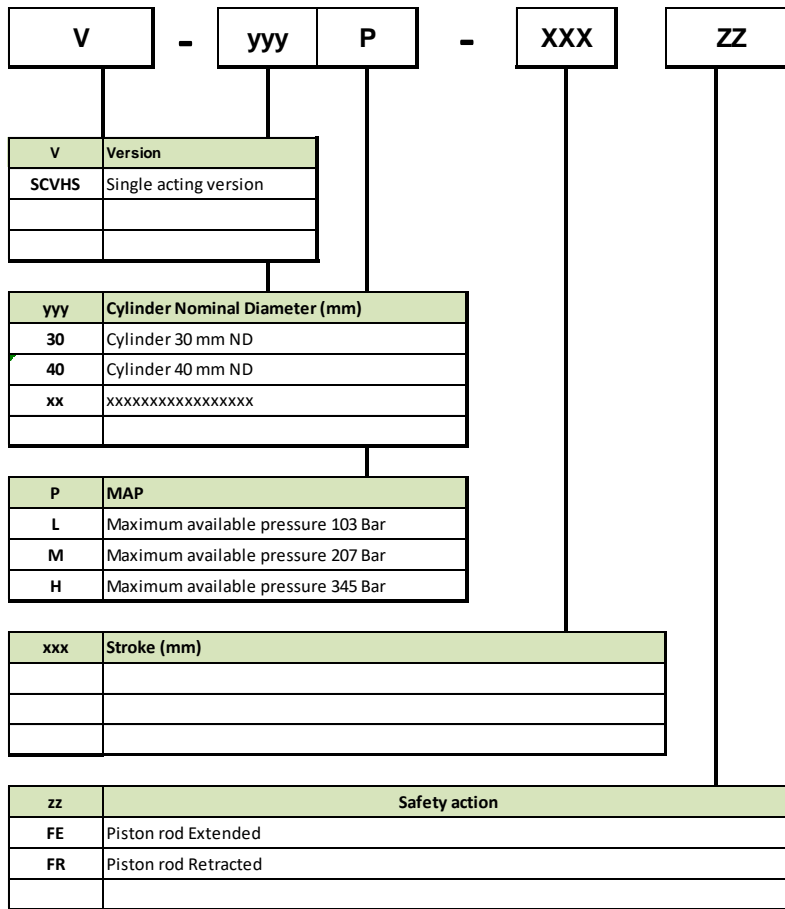 V - yyy P - XXX ZZ
V Version
SCVHS Single acting version
yyy Cylinder Nominal Diameter (mm)
30 Cylinder 30 mm ND
40 Cylinder 40 mm ND
xx xxxxxxxxxxxxxxxxx
P MAP
L Maximum available pressure 103 Bar
M Maximum available pressure 207 Bar
H Maximum available pressure 345 Bar
xxx Stroke (mm)
zz Safety action
FE Piston rod Extended
FR Piston rod Retracted